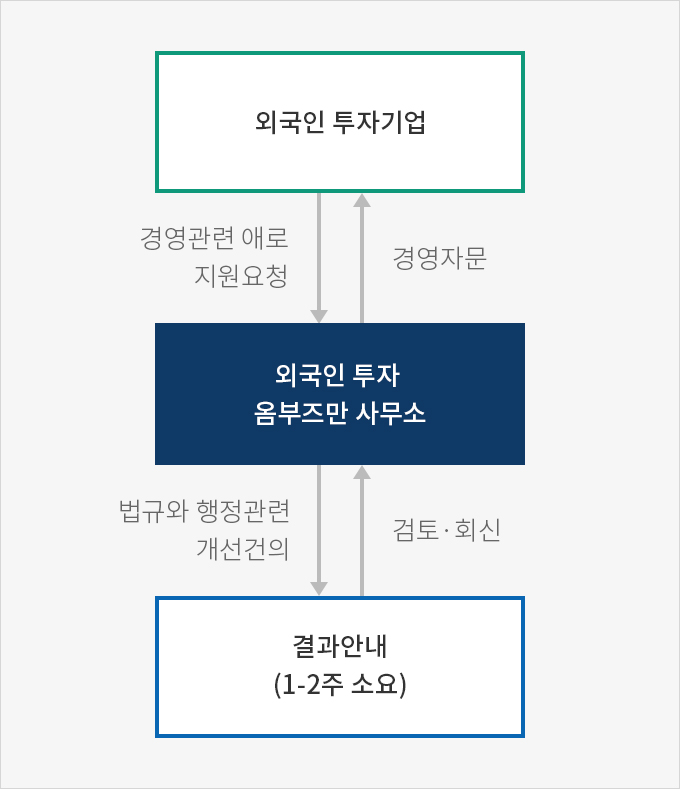 외국인 투자기업
경영관련 애로
지원요청
경영자문
외국인 투자
옴부즈만 사무소
법규와 행정관련
개선건의
검토·회신
결과안내
(1-2주 소요)